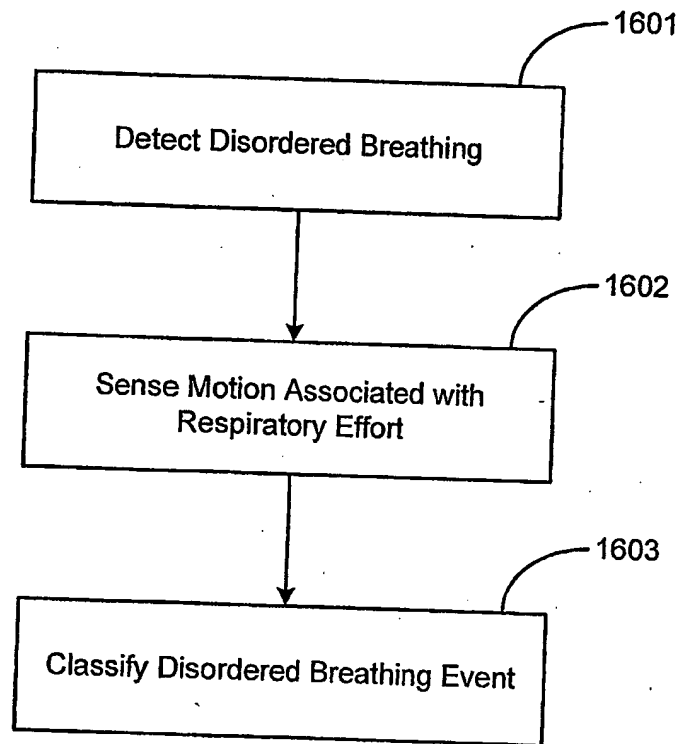 1601
Detect Disordered Breathing
1602
Sense Motion Associated with
Respiratory Effort
1603
Classify Disordered Breathing Event